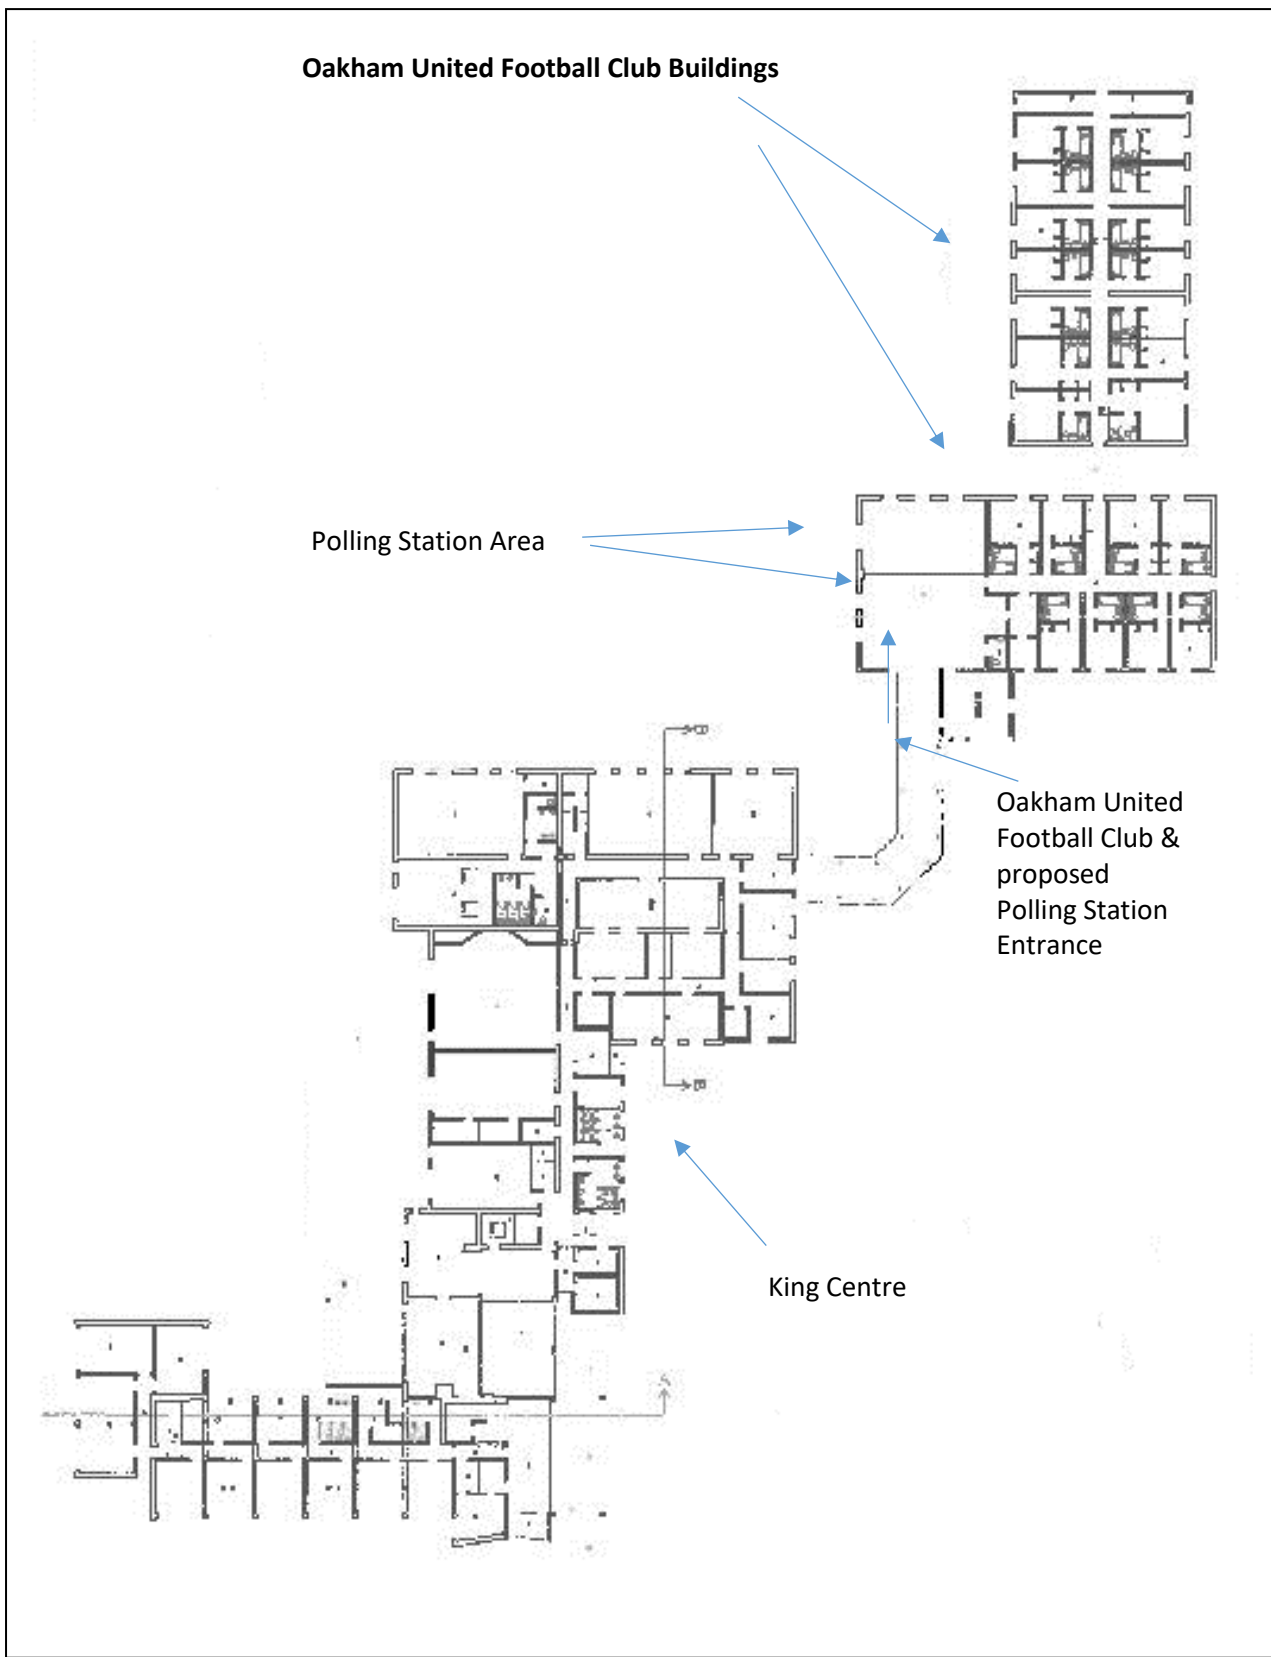 Oakham United Football Club Buildings
Polling Station Area
Oakham United
Football Club &
proposed
Polling Station
Entrance
King Centre